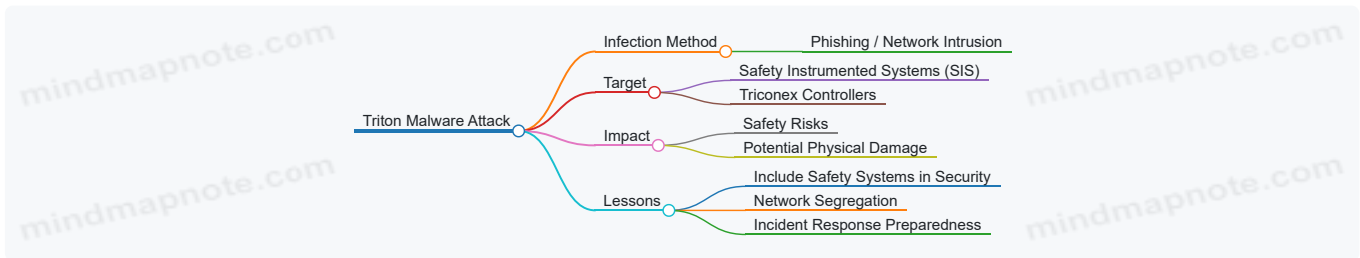 mindmapnote.com
mindmapnote.com
Triton Malware Attack
Infection Method
Phishing / Network Intrusion
Target
Safety Instrumented Systems (SIS)
Triconex Controllers
Impact
Safety Risks
Potential Physical Damage
Lessons
Include Safety Systems in Security
Network Segregation
Incident Response Preparedness
mindmapnote.com
mindmapnote.com